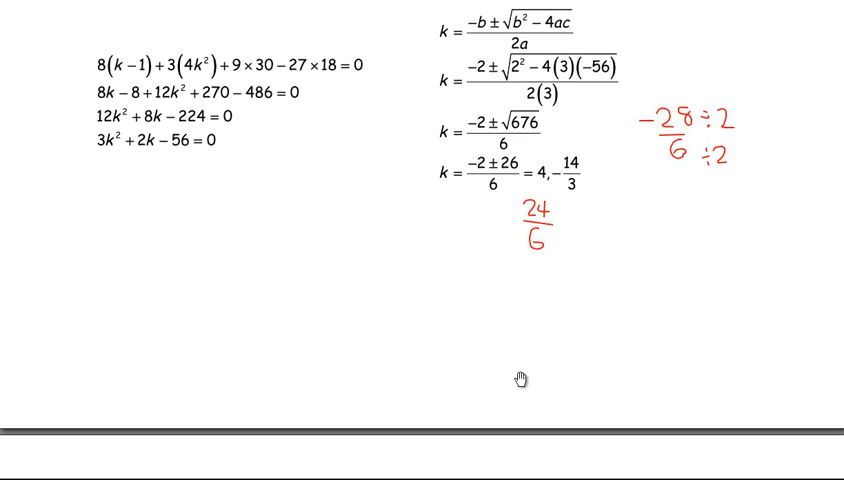 8(k−1)+3(4k²)+9×30−27×18=0
8k−8+12k²+270−486=0
12k²+8k−224=0
3k²+2k−56=0
k = (−b±√(b²−4ac))/(2a)
k = (−2±√(2²−4(3)(−56)))/(2(3))
k = (−2±√676)/6
k = (−2±26)/6 = 4, −14/3
24/6
−28÷2
6 ÷2